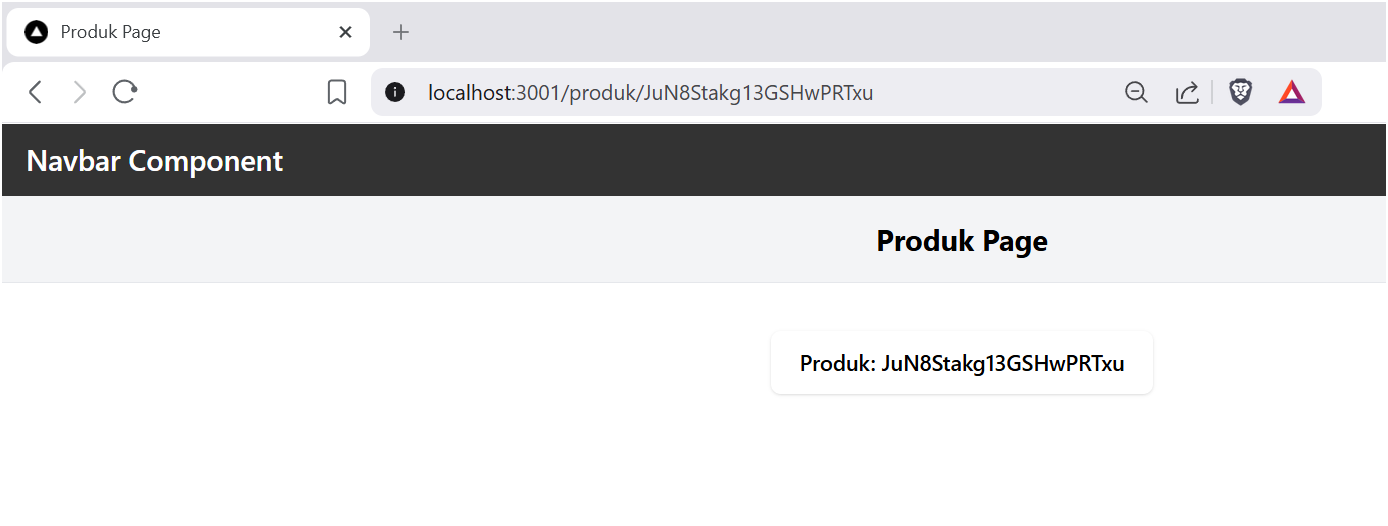 Produk Page
localhost:3001/produk/JuN8Stakg13GSHwPRTxu
Navbar Component
Produk Page
Produk: JuN8Stakg13GSHwPRTxu